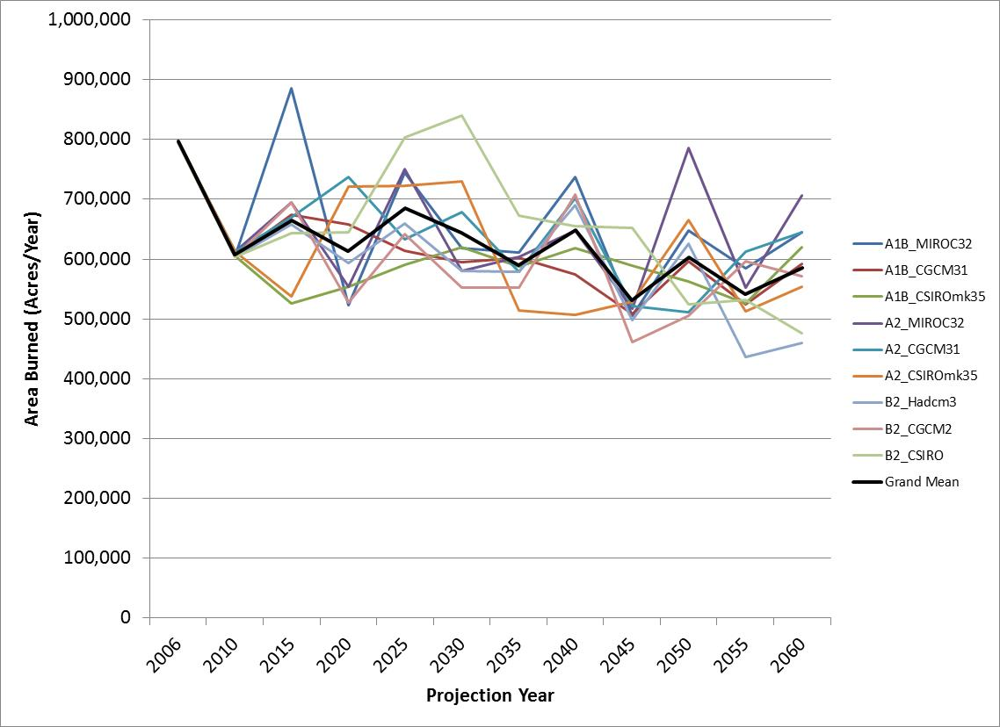 1,000,000
900,000
800,000
700,000
600,000
500,000
400,000
300,000
200,000
100,000
0
Area Burned (Acres/Year)
2006
2010
2015
2020
2025
2030
2035
2040
2045
2050
2055
2060
Projection Year
A1B_MIROC32
A1B_CGCM31
A1B_CSIROmk35
A2_MIROC32
A2_CGCM31
A2_CSIROmk35
B2_Hadcm3
B2_CGCM2
B2_CSIRO
Grand Mean